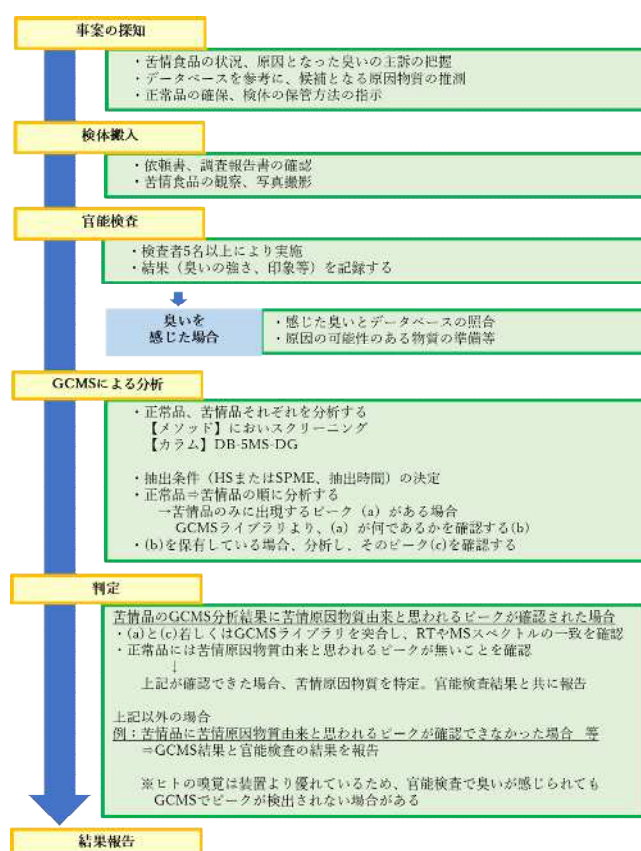 事案の探知
・苦情食品の状況、原因となった臭いの主訴の把握
・データベースを参考に、候補となる原因物質の推測
・正常品の確保、検体の保管方法の指示
検体搬入
・依頼書、調査報告書の確認
・苦情食品の観察、写真撮影
官能検査
・検査者5名以上により実施
・結果（臭いの強さ、印象等）を記録する
臭いを
感じた場合
・感じた臭いとデータベースの照合
・原因の可能性のある物質の準備等
GCMSによる分析
・正常品、苦情品それぞれを分析する
【メソッド】においスクリーニング
【カラム】DB-5MS-DG
・抽出条件（HSまたはSPME、抽出時間）の決定
・正常品⇒苦情品の順に分析する
→苦情品のみに出現するピーク（a）がある場合
GCMSライブラリより、（a）が何であるかを確認する(b)
・(b)を保有している場合、分析し、そのピーク(c)を確認する
判定
苦情品のGCMS分析結果に苦情原因物質由来と思われるピークが確認された場合
・(a)と(c)若しくはGCMSライブラリを突合し、RTやMSスペクトルの一致を確認
・正常品には苦情原因物質由来と思われるピークが無いことを確認
↓
上記が確認できた場合、苦情原因物質を特定。官能検査結果と共に報告
上記以外の場合
例：苦情品に苦情原因物質由来と思われるピークが確認できなかった場合 等
⇒GCMS結果と官能検査の結果を報告
※ヒトの嗅覚は装置より優れているため、官能検査で臭いが感じられても
GCMSでピークが検出されない場合がある
結果報告